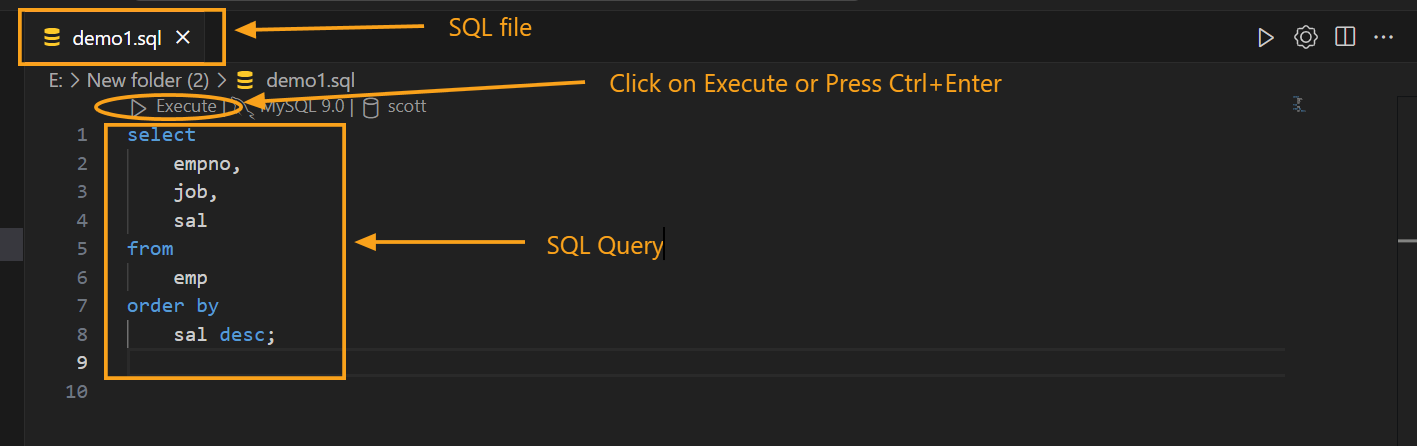 demo1.sql
SQL file
E: > New folder (2) > demo1.sql
Click on Execute or Press Ctrl+Enter
Execute | MySQL 9.0 | scott
1 select
2 empno,
3 job,
4 sal
5 from
SQL Query
6 emp
7 order by
8 sal desc;
9
10